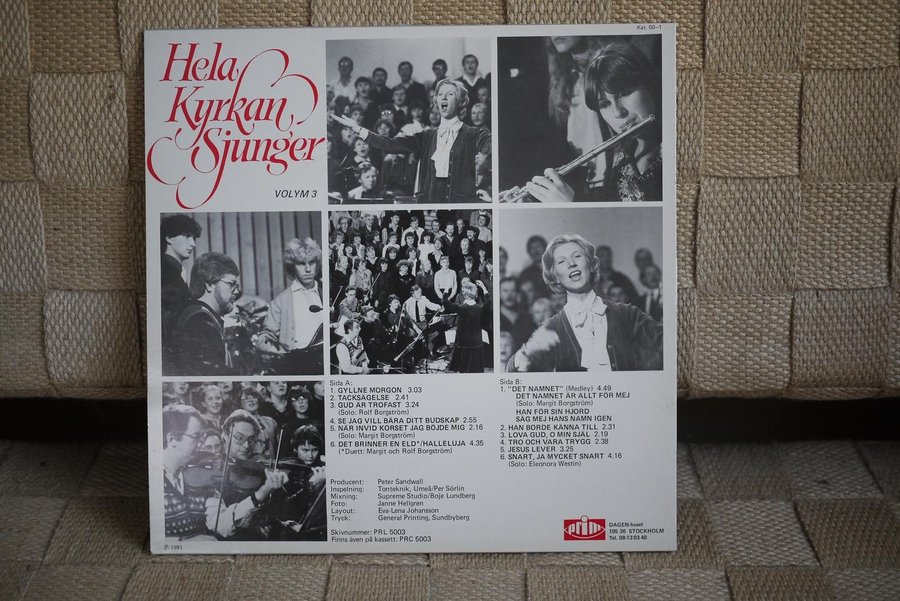 Kat. 50-1
Hela
Kyrkan
Sjunger
VOLYM 3
Sida A:
1. GYLLNE MORGON 3.03
2. TACKSÄGELSE 2.41
3. GUD ÄR TROFAST 3.24
(Solo: Rolf Borgström)
4. SE JAG VILL BÄRA DITT BUDSKAP 2.55
5. NÄR INVID KORSET JAG BÖJDE MIG 2.16
(Solo: Margit Borgström)
6. DET BRINNER EN ELD*/HALLELUJA 4.35
(*Duett: Margit och Rolf Borgström)
Sida B:
1. "DET NAMNET" (Medley) 4.49
DET NAMNET ÄR ALLT FÖR MEJ
(Solo: Margit Borgström)
HAN FÖR SIN HJORD
SÄG MEJ HANS NAMN IGEN
2. HAN BORDE KÄNNA TILL 2.31
3. LOVA GUD, O MIN SJÄL 2.19
4. TRO OCH VARA TRYGG 2.38
5. JESUS LEVER 3.25
6. SNART, JA MYCKET SNART 4.16
(Solo: Eleonora Westin)
Producent: Peter Sandwall
Inspelning: Tonteknik, Umeå/Per Sörlin
Mixning: Supreme Studio/Boje Lundberg
Foto: Janne Hellgren
Layout: Eva-Lena Johansson
Tryck: General Printing, Sundbyberg
Skivnummer: PRL 5003
Finns även på kassett: PRC 5003
℗ 1981
prim
DAGEN-huset
105 36 STOCKHOLM
Tel. 08-13 03 40